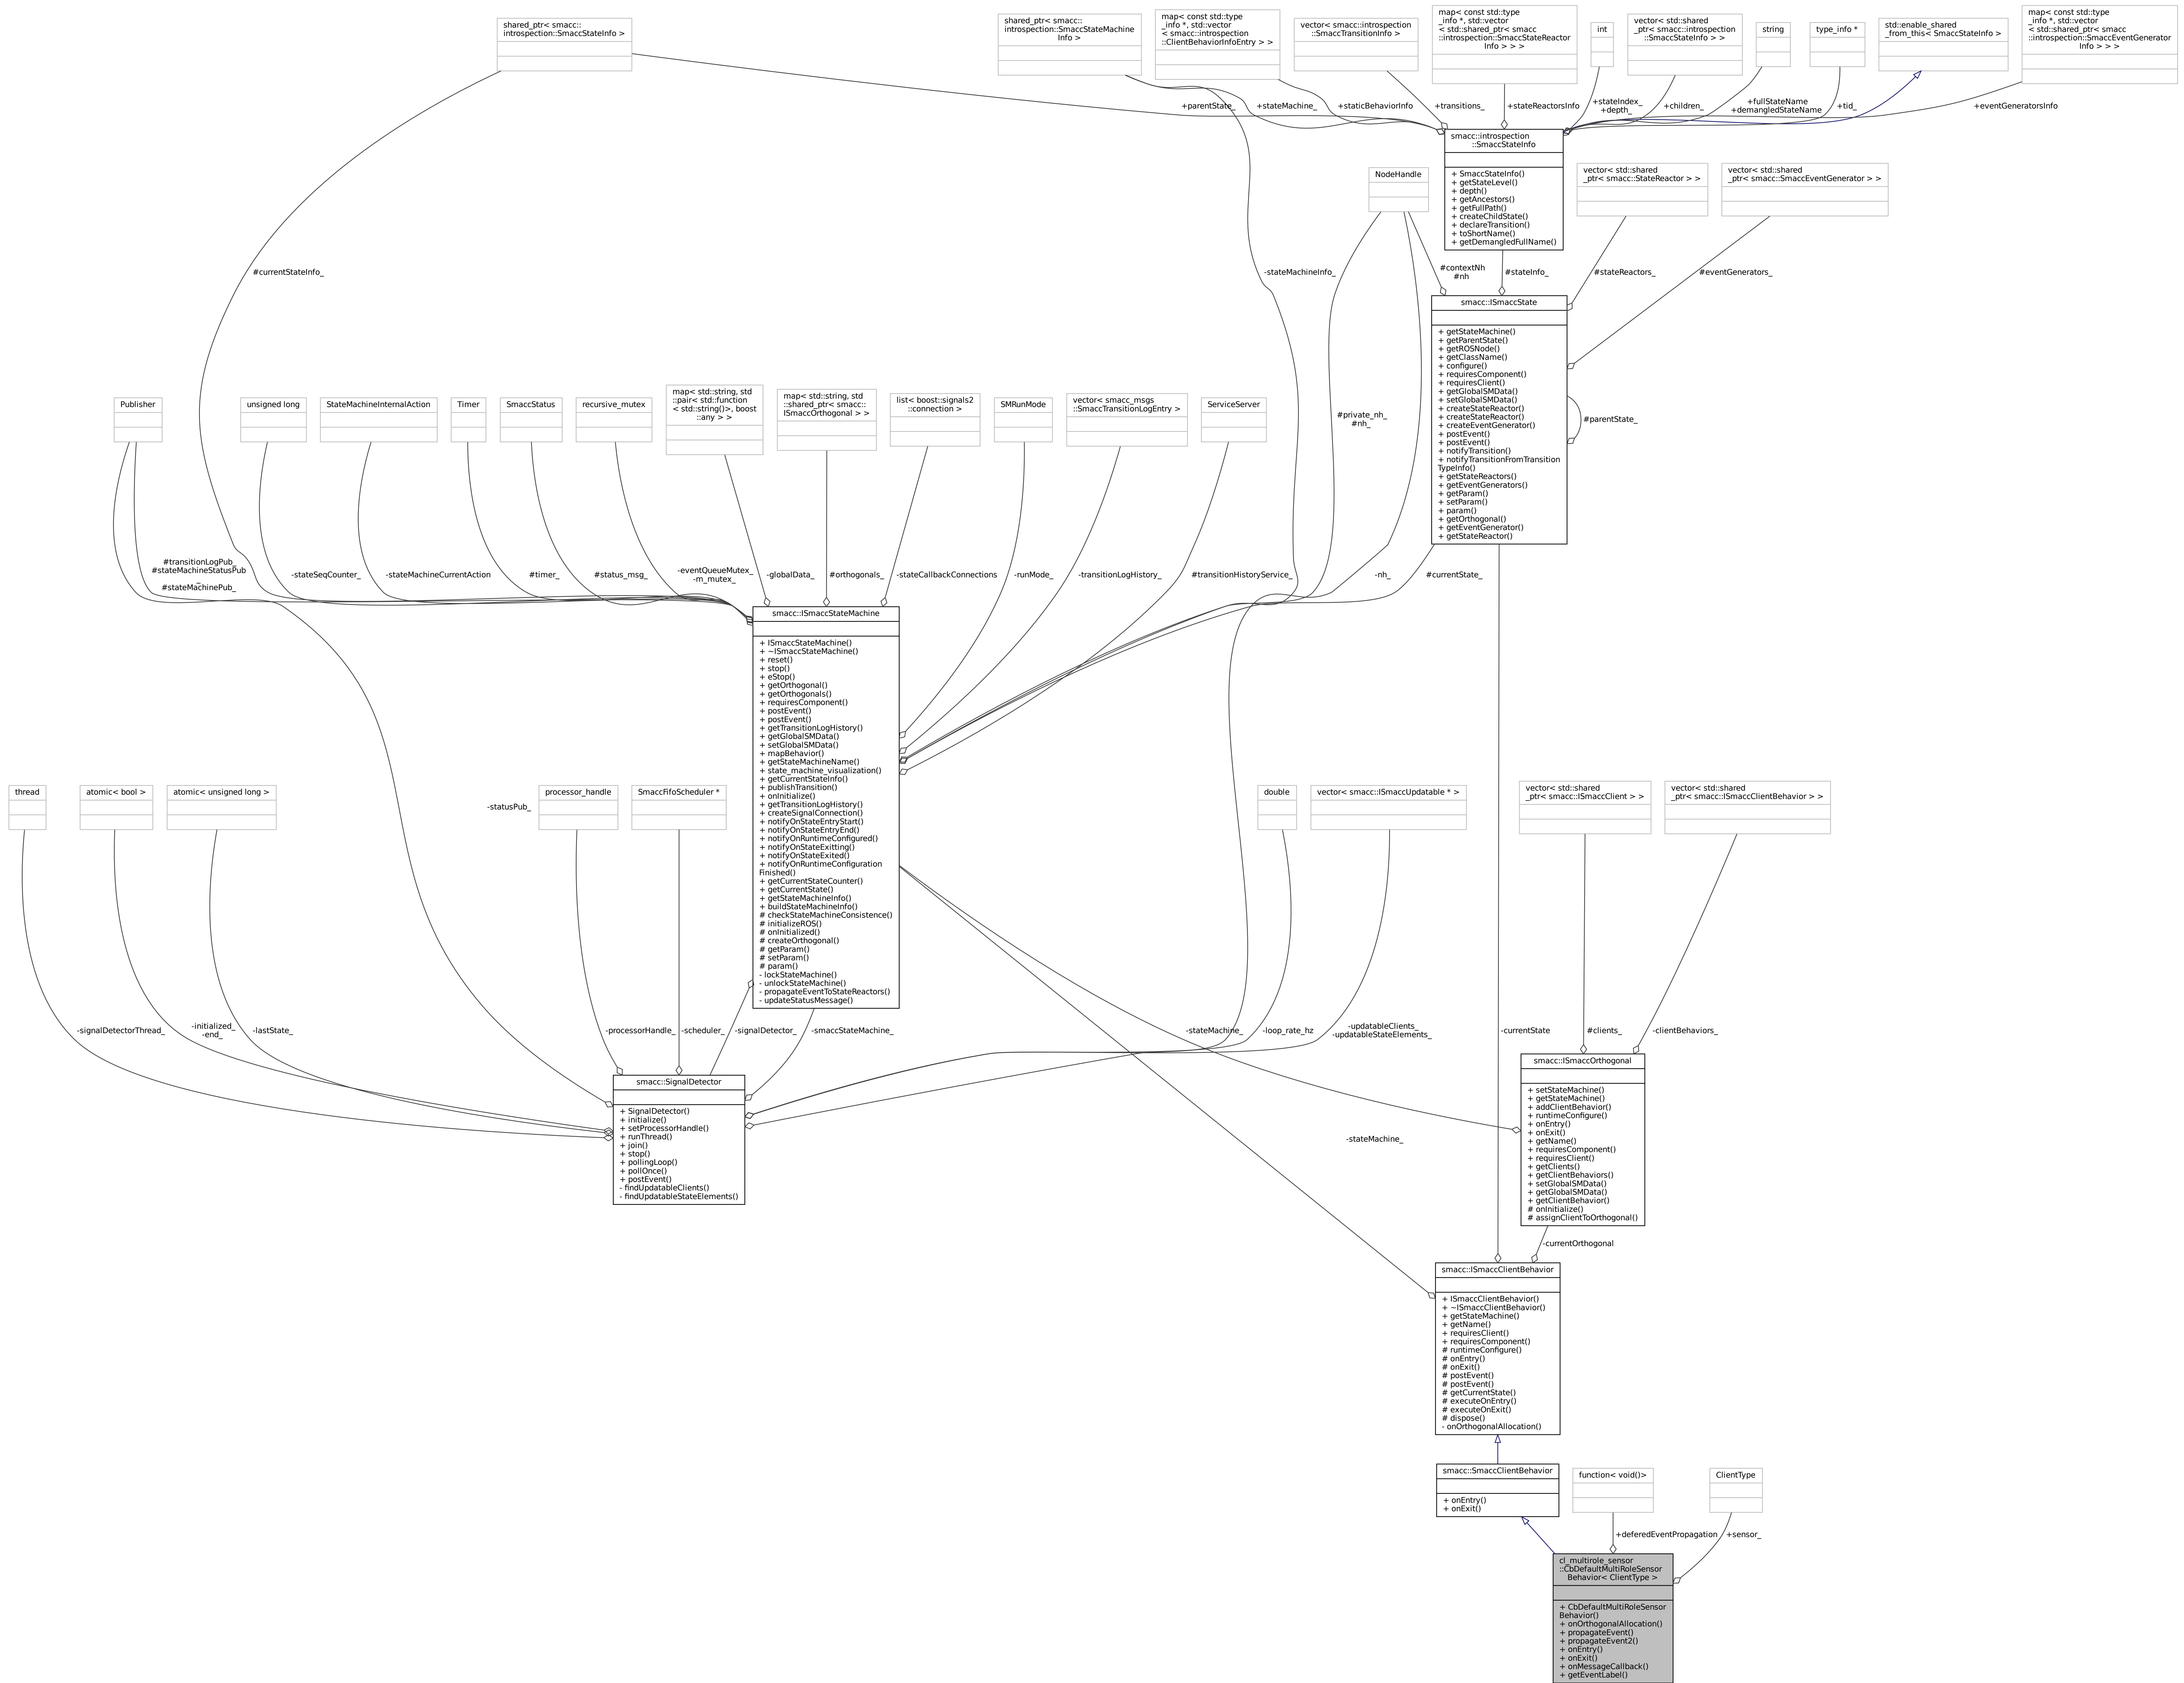 shared_ptr< smacc::
introspection::SmaccStateInfo >
shared_ptr< smacc::
introspection::SmaccStateMachine
Info >
map< const std::type
_info *, std::vector
< smacc::introspection
::ClientBehaviorInfoEntry > >
vector< smacc::introspection
::SmaccTransitionInfo >
map< const std::type
_info *, std::vector
< std::shared_ptr< smacc
::introspection::SmaccStateReactor
Info > > >
int
vector< std::shared
_ptr< smacc::introspection
::SmaccStateInfo > >
string
type_info *
std::enable_shared
_from_this< SmaccStateInfo >
map< const std::type
_info *, std::vector
< std::shared_ptr< smacc
::introspection::SmaccEventGenerator
Info > > >
+parentState_
+stateMachine_
+staticBehaviorInfo
+transitions_
+stateReactorsInfo
+stateIndex_
+depth_
+children_
+fullStateName
+demangledStateName
+tid_
+eventGeneratorsInfo
smacc::introspection
::SmaccStateInfo
+ SmaccStateInfo()
+ getStateLevel()
+ depth()
+ getAncestors()
+ getFullPath()
+ createChildState()
+ declareTransition()
+ toShortName()
+ getDemangledFullName()
NodeHandle
vector< std::shared
_ptr< smacc::StateReactor > >
vector< std::shared
_ptr< smacc::SmaccEventGenerator > >
#currentStateInfo_
-stateMachineInfo_
#contextNh
#nh
#stateInfo_
#stateReactors_
#eventGenerators_
smacc::ISmaccState
+ getStateMachine()
+ getParentState()
+ getROSNode()
+ getClassName()
+ configure()
+ requiresComponent()
+ requiresClient()
+ getGlobalSMData()
+ setGlobalSMData()
+ createStateReactor()
+ createStateReactor()
+ createEventGenerator()
+ postEvent()
+ postEvent()
+ notifyTransition()
+ notifyTransitionFromTransition
TypeInfo()
+ getStateReactors()
+ getEventGenerators()
+ getParam()
+ setParam()
+ param()
+ getOrthogonal()
+ getEventGenerator()
+ getStateReactor()
#parentState_
Publisher
unsigned long
StateMachineInternalAction
Timer
SmaccStatus
recursive_mutex
map< std::string, std
::pair< std::function
< std::string()>, boost
::any > >
map< std::string, std
::shared_ptr< smacc::
ISmaccOrthogonal > >
list< boost::signals2
::connection >
SMRunMode
vector< smacc_msgs
::SmaccTransitionLogEntry >
ServiceServer
#private_nh_
#nh_
#transitionLogPub_
#stateMachineStatusPub
_
#stateMachinePub_
-stateSeqCounter_
-stateMachineCurrentAction
#timer_
#status_msg_
-eventQueueMutex_
-m_mutex_
-globalData_
#orthogonals_
-stateCallbackConnections
-runMode_
-transitionLogHistory_
#transitionHistoryService_
-nh_
#currentState_
smacc::ISmaccStateMachine
+ ISmaccStateMachine()
+ ~ISmaccStateMachine()
+ reset()
+ stop()
+ eStop()
+ getOrthogonal()
+ getOrthogonals()
+ requiresComponent()
+ postEvent()
+ postEvent()
+ getTransitionLogHistory()
+ getGlobalSMData()
+ setGlobalSMData()
+ mapBehavior()
+ getStateMachineName()
+ state_machine_visualization()
+ getCurrentStateInfo()
+ publishTransition()
+ onInitialize()
+ getTransitionLogHistory()
+ createSignalConnection()
+ notifyOnStateEntryStart()
+ notifyOnStateEntryEnd()
+ notifyOnRuntimeConfigured()
+ notifyOnStateExitting()
+ notifyOnStateExited()
+ notifyOnRuntimeConfiguration
Finished()
+ getCurrentStateCounter()
+ getCurrentState()
+ getStateMachineInfo()
+ buildStateMachineInfo()
# checkStateMachineConsistence()
# initializeROS()
# onInitialized()
# createOrthogonal()
# getParam()
# setParam()
# param()
- lockStateMachine()
- unlockStateMachine()
- propagateEventToStateReactors()
- updateStatusMessage()
thread
atomic< bool >
atomic< unsigned long >
-statusPub_
processor_handle
SmaccFifoScheduler *
double
vector< smacc::ISmaccUpdatable * >
vector< std::shared
_ptr< smacc::ISmaccClient > >
vector< std::shared
_ptr< smacc::ISmaccClientBehavior > >
-signalDetectorThread_
-initialized_
-end_
-lastState_
-processorHandle_
-scheduler_
-signalDetector_
-smaccStateMachine_
-stateMachine_
-loop_rate_hz
-updatableClients_
-updatableStateElements_
-currentState
#clients_
-clientBehaviors_
smacc::SignalDetector
+ SignalDetector()
+ initialize()
+ setProcessorHandle()
+ runThread()
+ join()
+ stop()
+ pollingLoop()
+ pollOnce()
+ postEvent()
- findUpdatableClients()
- findUpdatableStateElements()
smacc::ISmaccOrthogonal
+ setStateMachine()
+ getStateMachine()
+ addClientBehavior()
+ runtimeConfigure()
+ onEntry()
+ onExit()
+ getName()
+ requiresComponent()
+ requiresClient()
+ getClients()
+ getClientBehaviors()
+ setGlobalSMData()
+ getGlobalSMData()
+ getClientBehavior()
# onInitialize()
# assignClientToOrthogonal()
-stateMachine_
-currentOrthogonal
smacc::ISmaccClientBehavior
+ ISmaccClientBehavior()
+ ~ISmaccClientBehavior()
+ getStateMachine()
+ getName()
+ requiresClient()
+ requiresComponent()
# runtimeConfigure()
# onEntry()
# onExit()
# postEvent()
# postEvent()
# getCurrentState()
# executeOnEntry()
# executeOnExit()
# dispose()
- onOrthogonalAllocation()
smacc::SmaccClientBehavior
+ onEntry()
+ onExit()
function< void()>
ClientType
+deferedEventPropagation
+sensor_
cl_multirole_sensor
::CbDefaultMultiRoleSensor
Behavior< ClientType >
+ CbDefaultMultiRoleSensor
Behavior()
+ onOrthogonalAllocation()
+ propagateEvent()
+ propagateEvent2()
+ onEntry()
+ onExit()
+ onMessageCallback()
+ getEventLabel()